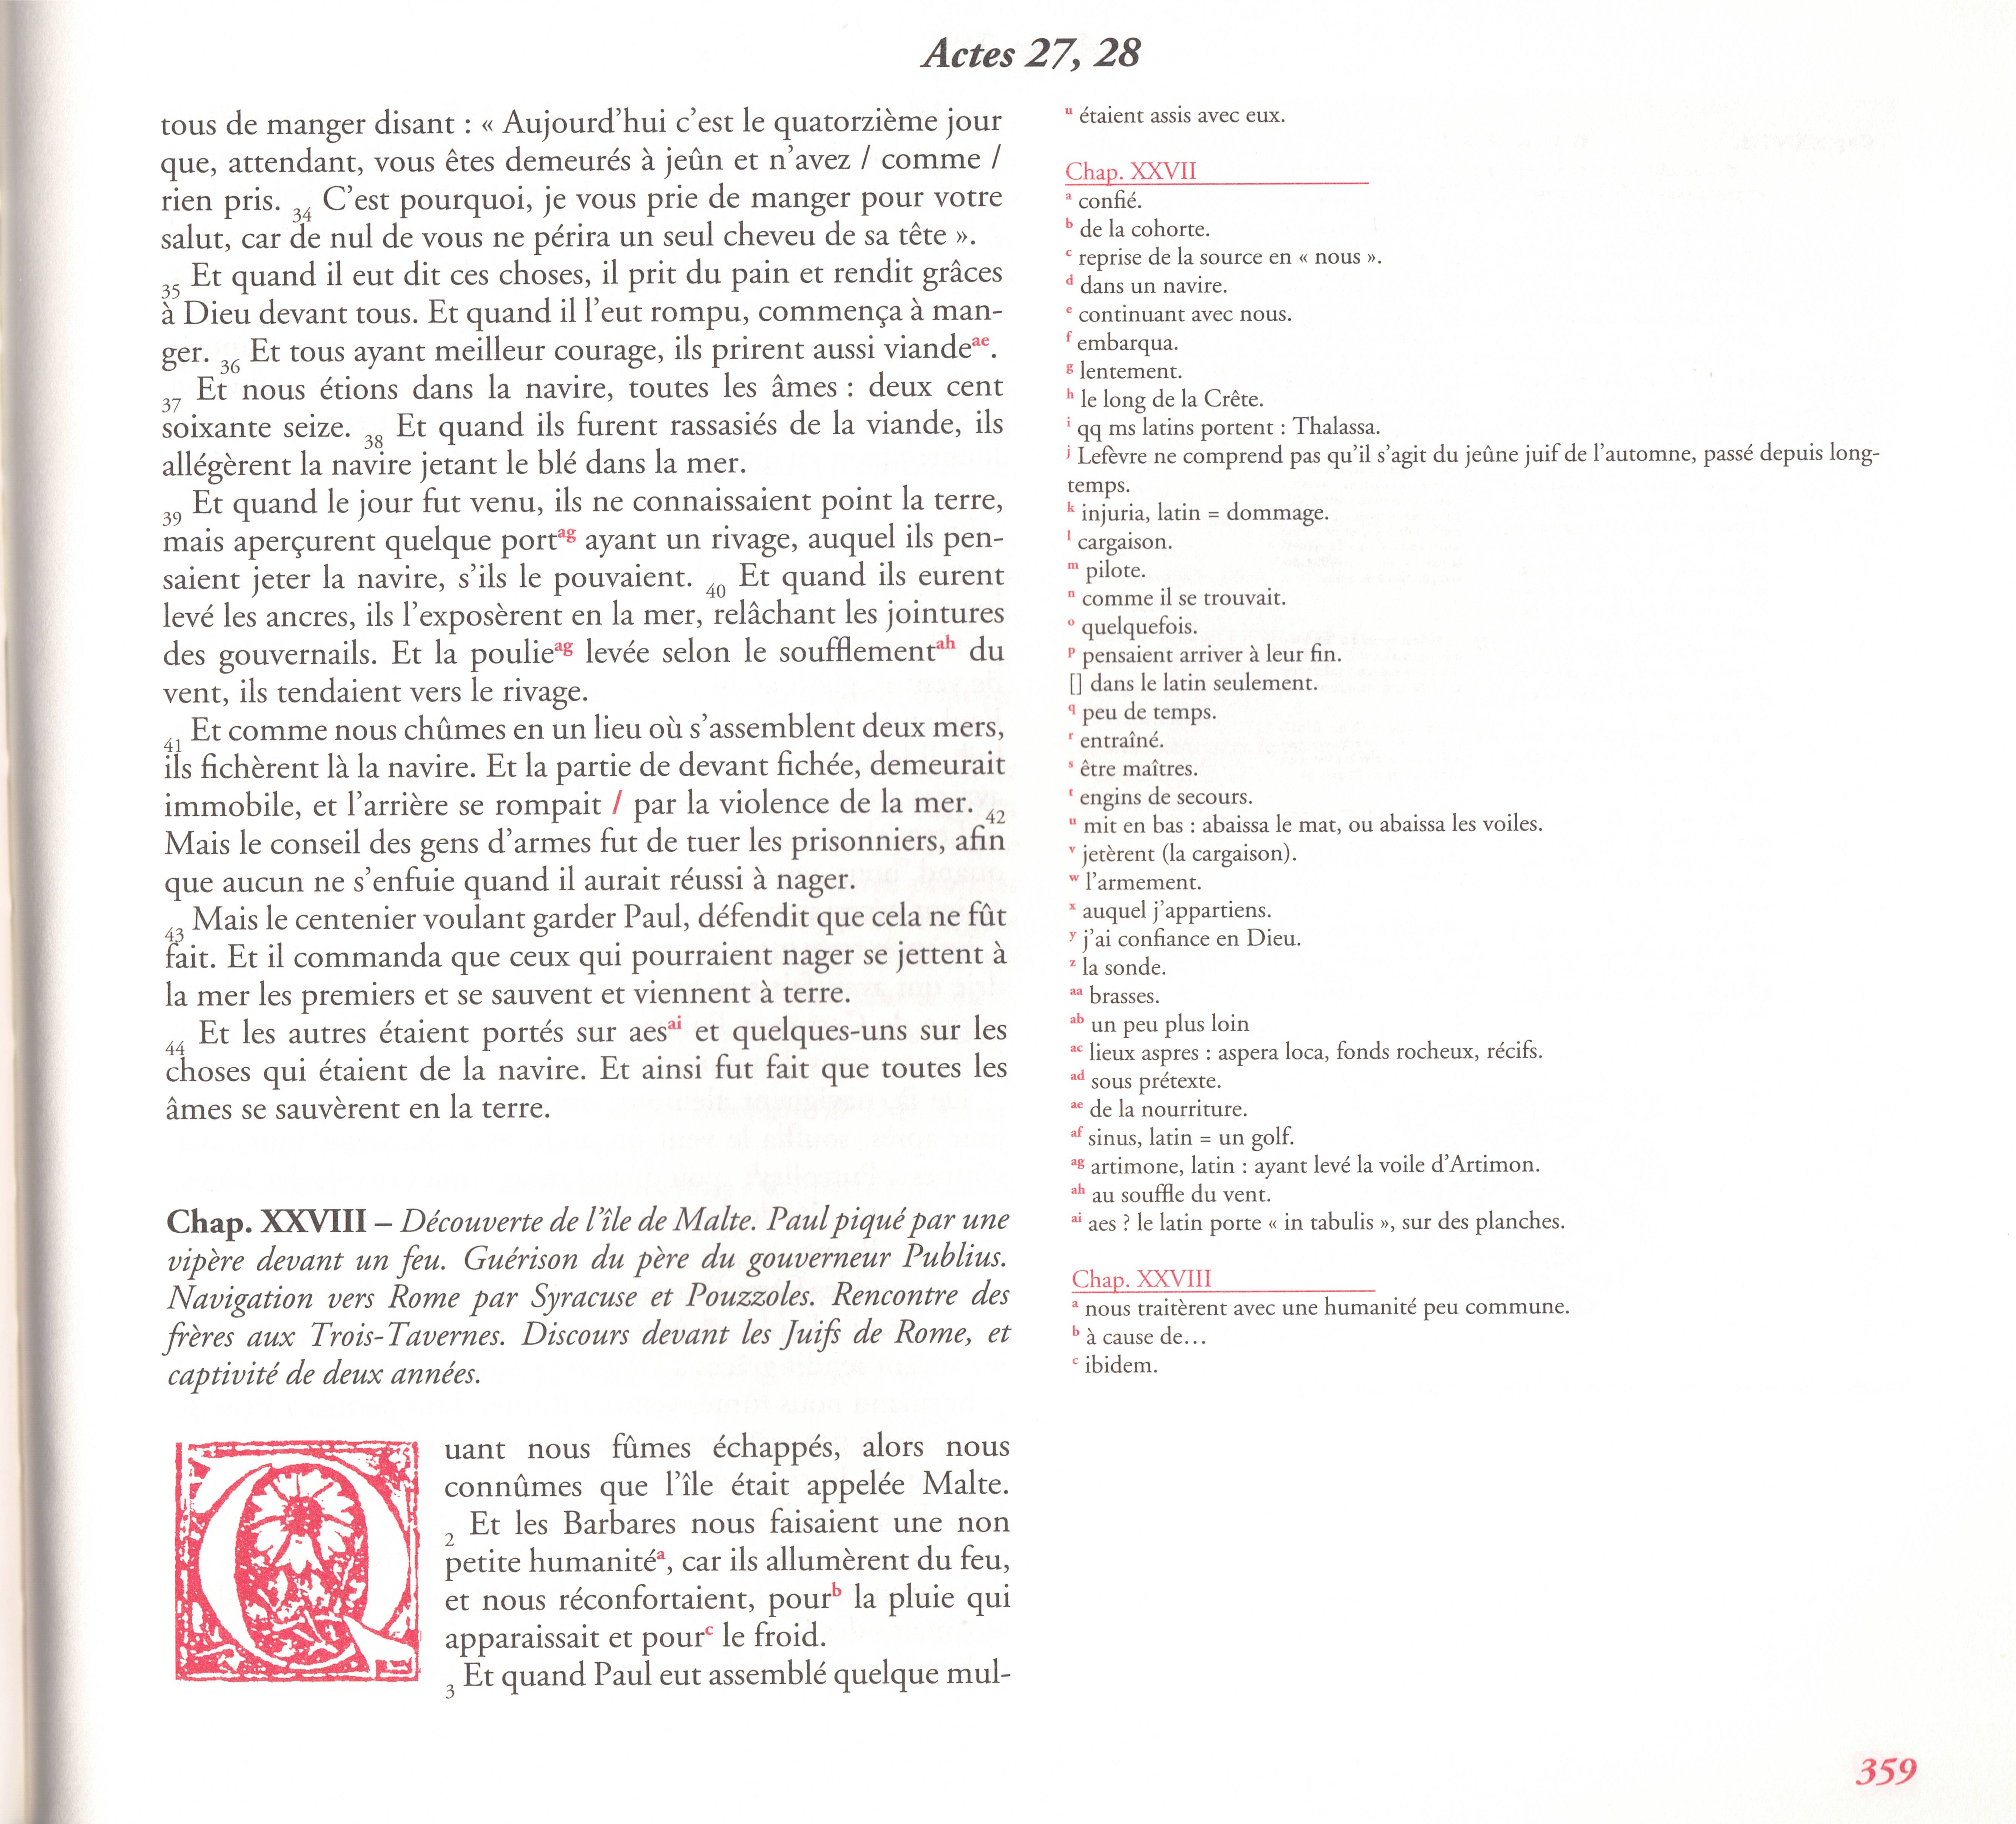 Actes 27, 28
tous de manger disant : « Aujourd’hui c’est le quatorzième jour
que, attendant, vous êtes demeurés à jeûn et n’avez / comme /
rien pris. 34 C’est pourquoi, je vous prie de manger pour votre
salut, car de nul de vous ne périra un seul cheveu de sa tête ».
35 Et quand il eut dit ces choses, il prit du pain et rendit grâces
à Dieu devant tous. Et quand il l’eut rompu, commença à man-
ger. 36 Et tous ayant meilleur courage, ils prirent aussi viande ae.
37 Et nous étions dans la navire, toutes les âmes : deux cent
soixante seize. 38 Et quand ils furent rassasiés de la viande, ils
allégèrent la navire jetant le blé dans la mer.
39 Et quand le jour fut venu, ils ne connaissaient point la terre,
mais aperçurent quelque port ag ayant un rivage, auquel ils pen-
saient jeter la navire, s’ils le pouvaient. 40 Et quand ils eurent
levé les ancres, ils l’exposèrent en la mer, relâchant les jointures
des gouvernails. Et la poulie ag levée selon le soufflement ah du
vent, ils tendaient vers le rivage.
41 Et comme nous chûmes en un lieu où s’assemblent deux mers,
ils fichèrent là la navire. Et la partie de devant fichée, demeurait
immobile, et l’arrière se rompait / par la violence de la mer. 42
Mais le conseil des gens d’armes fut de tuer les prisonniers, afin
que aucun ne s’enfuie quand il aurait réussi à nager.
43 Mais le centenier voulant garder Paul, défendit que cela ne fût
fait. Et il commanda que ceux qui pourraient nager se jettent à
la mer les premiers et se sauvent et viennent à terre.
44 Et les autres étaient portés sur aes ai et quelques-uns sur les
choses qui étaient de la navire. Et ainsi fut fait que toutes les
âmes se sauvèrent en la terre.
Chap. XXVIII – Découverte de l’île de Malte. Paul piqué par une
vipère devant un feu. Guérison du père du gouverneur Publius.
Navigation vers Rome par Syracuse et Pouzzoles. Rencontre des
frères aux Trois-Tavernes. Discours devant les Juifs de Rome, et
captivité de deux années.
Quant nous fûmes échappés, alors nous
connûmes que l’île était appelée Malte.
2 Et les Barbares nous faisaient une non
petite humanité a, car ils allumèrent du feu,
et nous réconfortaient, pour b la pluie qui
apparaissait et pour c le froid.
3 Et quand Paul eut assemblé quelque mul-
u étaient assis avec eux.
Chap. XXVII
a confié.
b de la cohorte.
c reprise de la source en « nous ».
d dans un navire.
e continuant avec nous.
f embarqua.
g lentement.
h le long de la Crête.
i qq ms latins portent : Thalassa.
j Lefèvre ne comprend pas qu’il s’agit du jeûne juif de l’automne, passé depuis long-
temps.
k injuria, latin = dommage.
l cargaison.
m pilote.
n comme il se trouvait.
o quelquefois.
p pensaient arriver à leur fin.
[] dans le latin seulement.
q peu de temps.
r entraîné.
s être maîtres.
t engins de secours.
u mit en bas : abaissa le mat, ou abaissa les voiles.
v jetèrent (la cargaison).
w l’armement.
x auquel j’appartiens.
y j’ai confiance en Dieu.
z la sonde.
aa brasses.
ab un peu plus loin
ac lieux aspres : aspera loca, fonds rocheux, récifs.
ad sous prétexte.
ae de la nourriture.
af sinus, latin = un golf.
ag artimone, latin : ayant levé la voile d’Artimon.
ah au souffle du vent.
ai aes ? le latin porte « in tabulis », sur des planches.
Chap. XXVIII
a nous traitèrent avec une humanité peu commune.
b à cause de…
c ibidem.
359